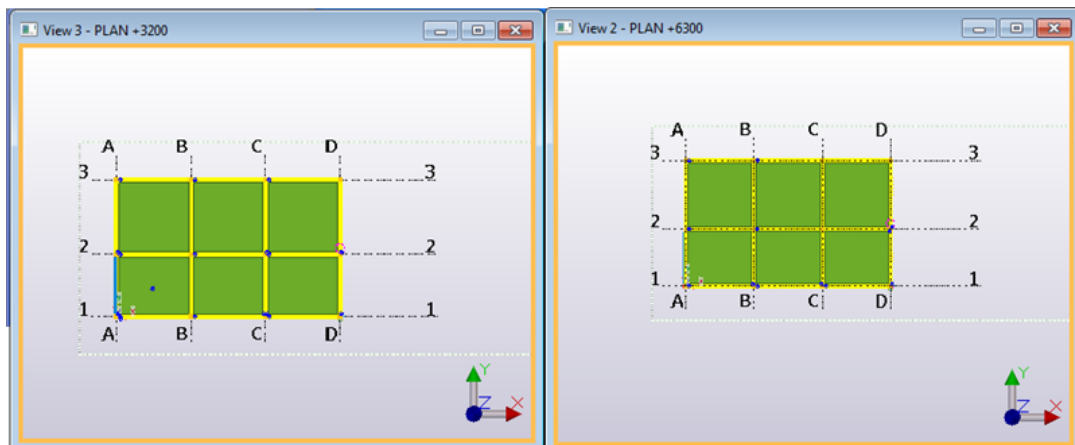 View 3 - PLAN +3200
A B C D
3 3
2 2
1 1
A B C D
Y
Z X
View 2 - PLAN +6300
A B C D
3 3
2 2
1 1
A B C D
Y
Z X